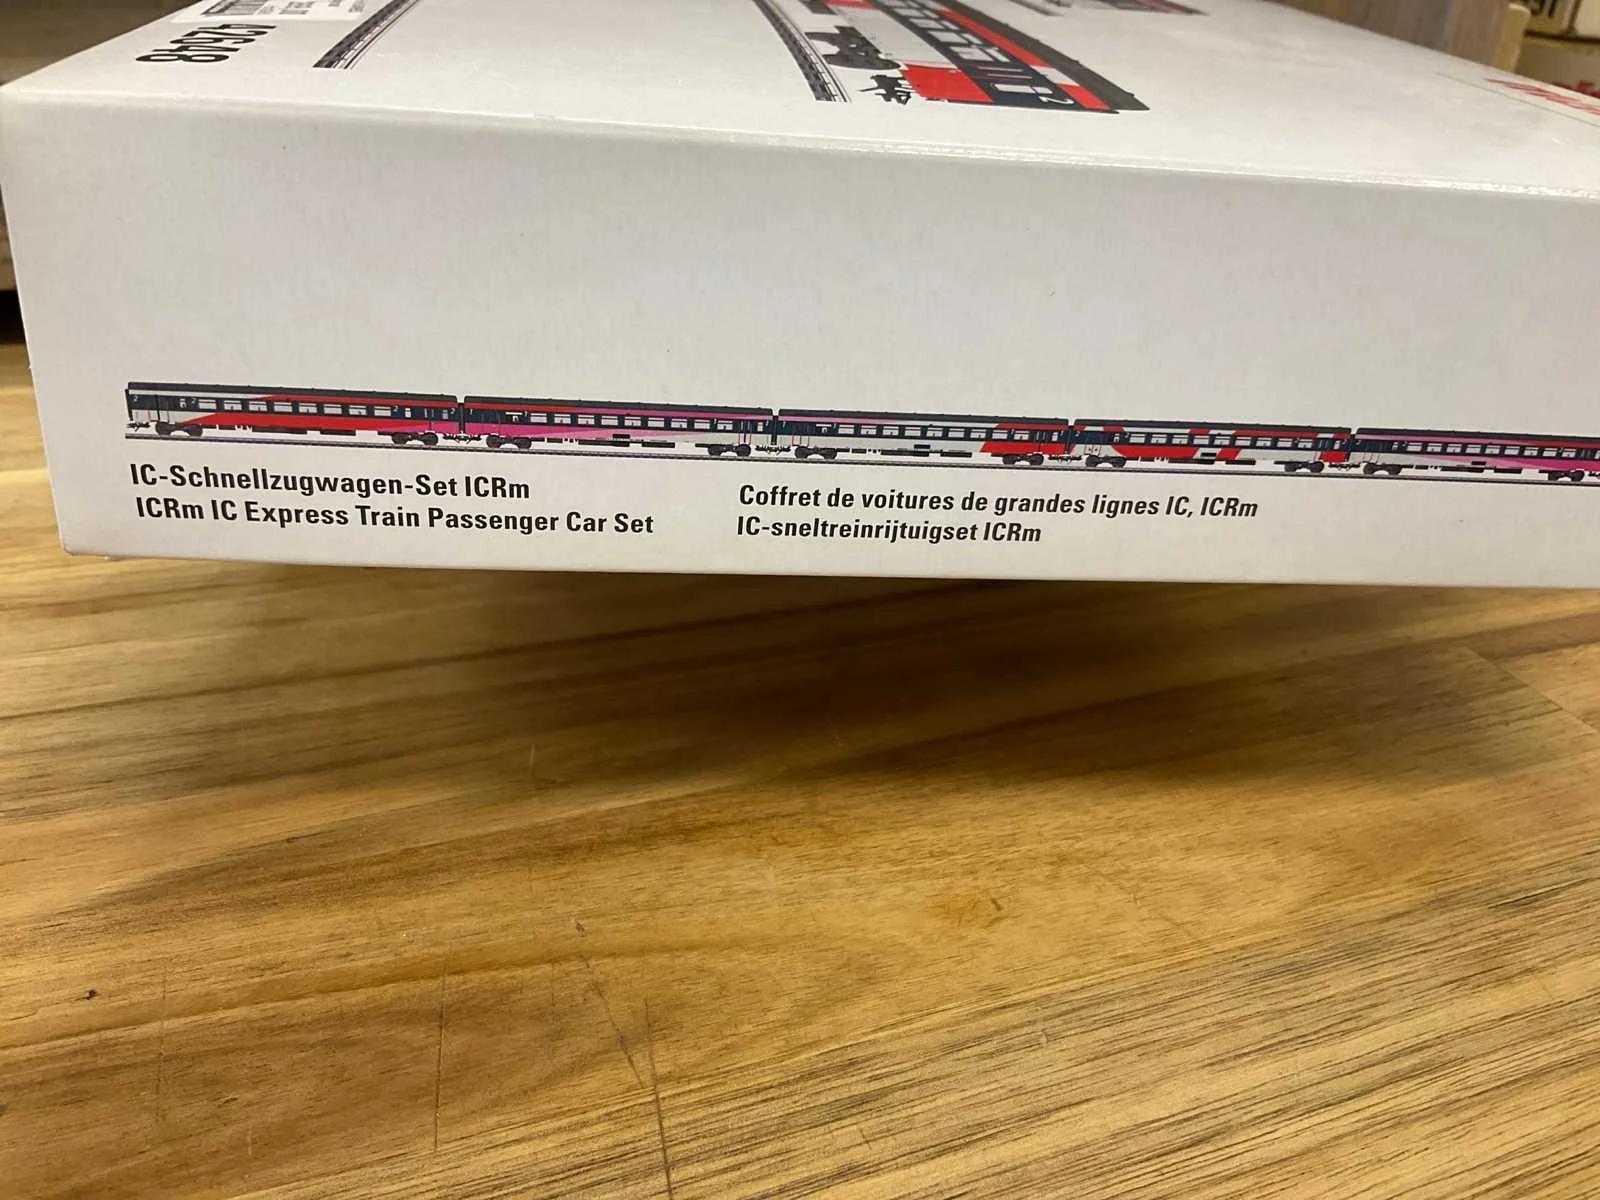 42648
IC-Schnellzugwagen-Set ICRm
ICRm IC Express Train Passenger Car Set
Coffret de voitures de grandes lignes IC, ICRm
IC-sneltreinrijtuigset ICRm